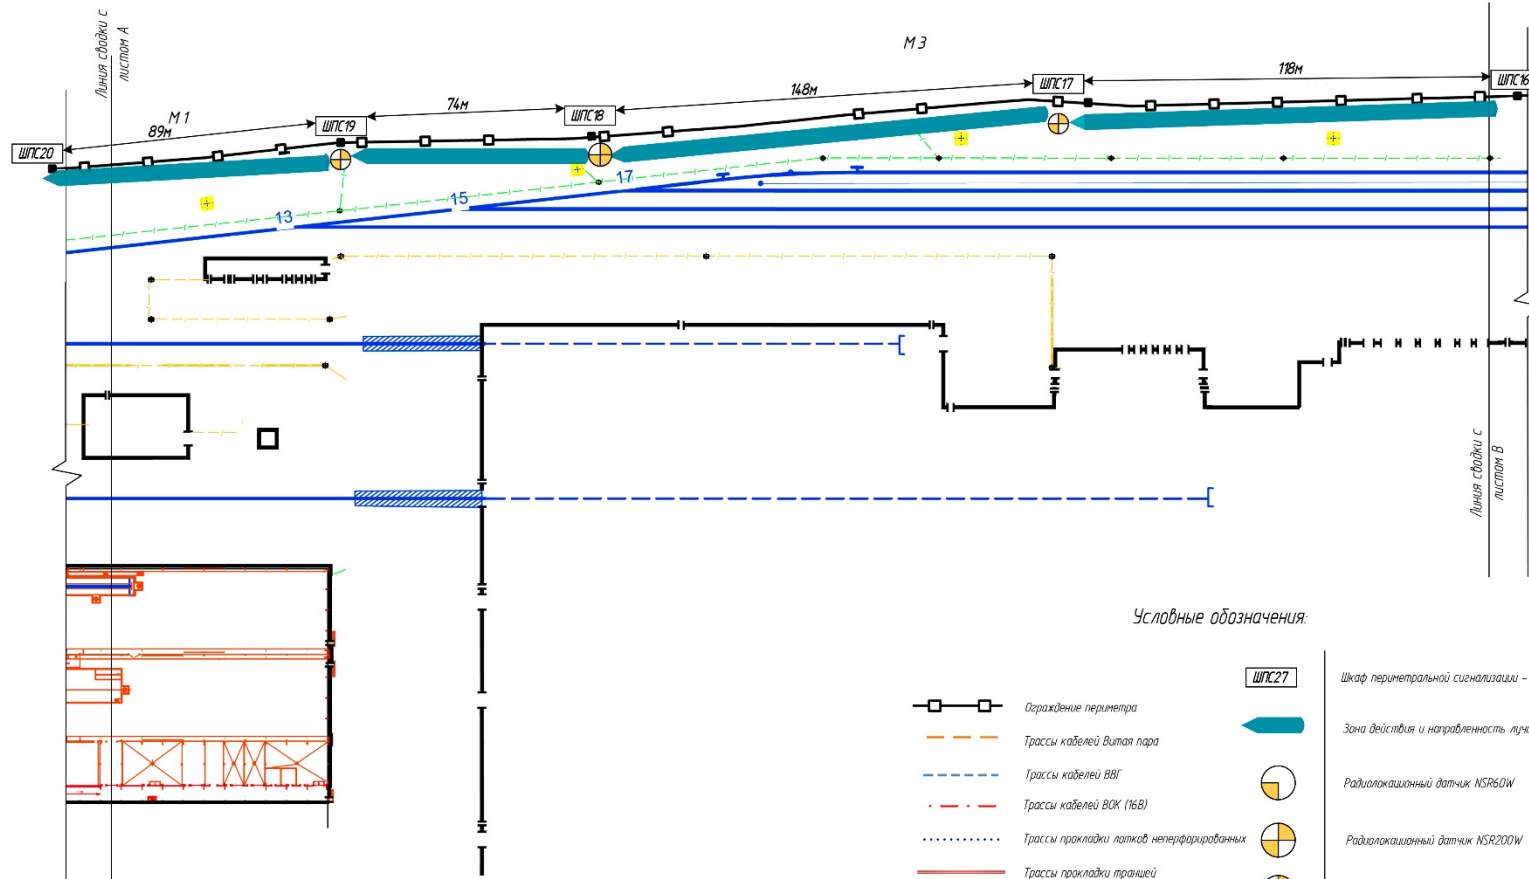 Линия сводки с
листом А
М 1
89м
ШПС20
ШПС19
74м
ШПС18
148м
М 3
ШПС17
118м
ШПС16
13
15
17
Линия сводки с
листом В
Условные обозначения:
Ограждение периметра
Трассы кабелей Витая пара
Трассы кабелей ВВГ
Трассы кабелей ВОК (16В)
Трассы прокладки лотков неперфорированных
Трассы прокладки траншей
ШПС27
Шкаф периметральной сигнализации –
Зона действия и направленность
Радиолокационный датчик NSR60W
Радиолокационный датчик NSR200W